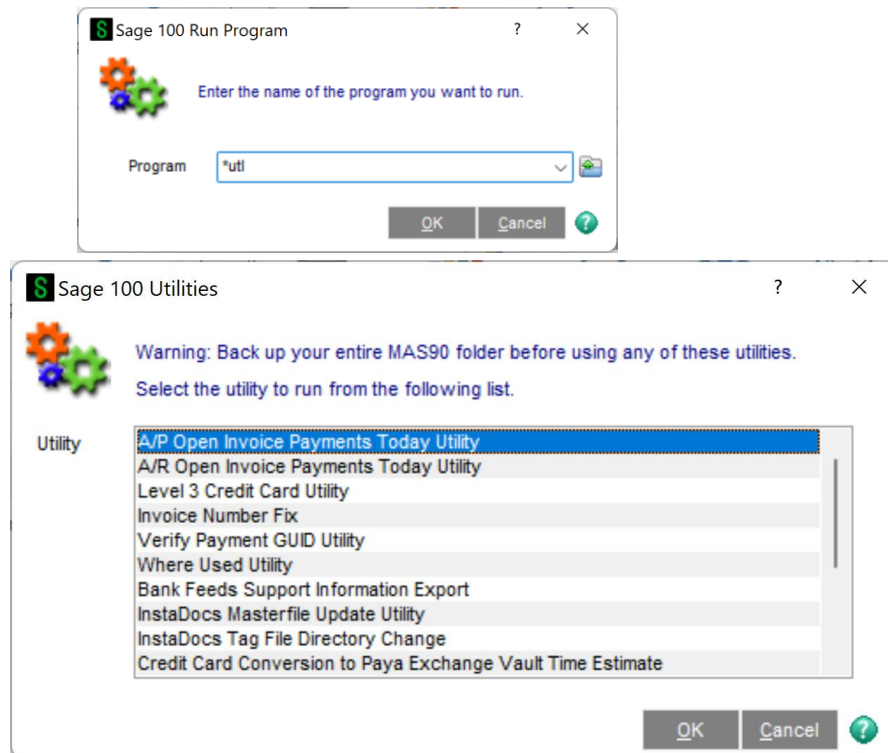 Sage 100 Run Program
Enter the name of the program you want to run.
Program *utl
OK Cancel
Sage 100 Utilities
Warning: Back up your entire MAS90 folder before using any of these utilities.
Select the utility to run from the following list.
Utility
A/P Open Invoice Payments Today Utility
A/R Open Invoice Payments Today Utility
Level 3 Credit Card Utility
Invoice Number Fix
Verify Payment GUID Utility
Where Used Utility
Bank Feeds Support Information Export
InstaDocs Masterfile Update Utility
InstaDocs Tag File Directory Change
Credit Card Conversion to Paya Exchange Vault Time Estimate
OK Cancel